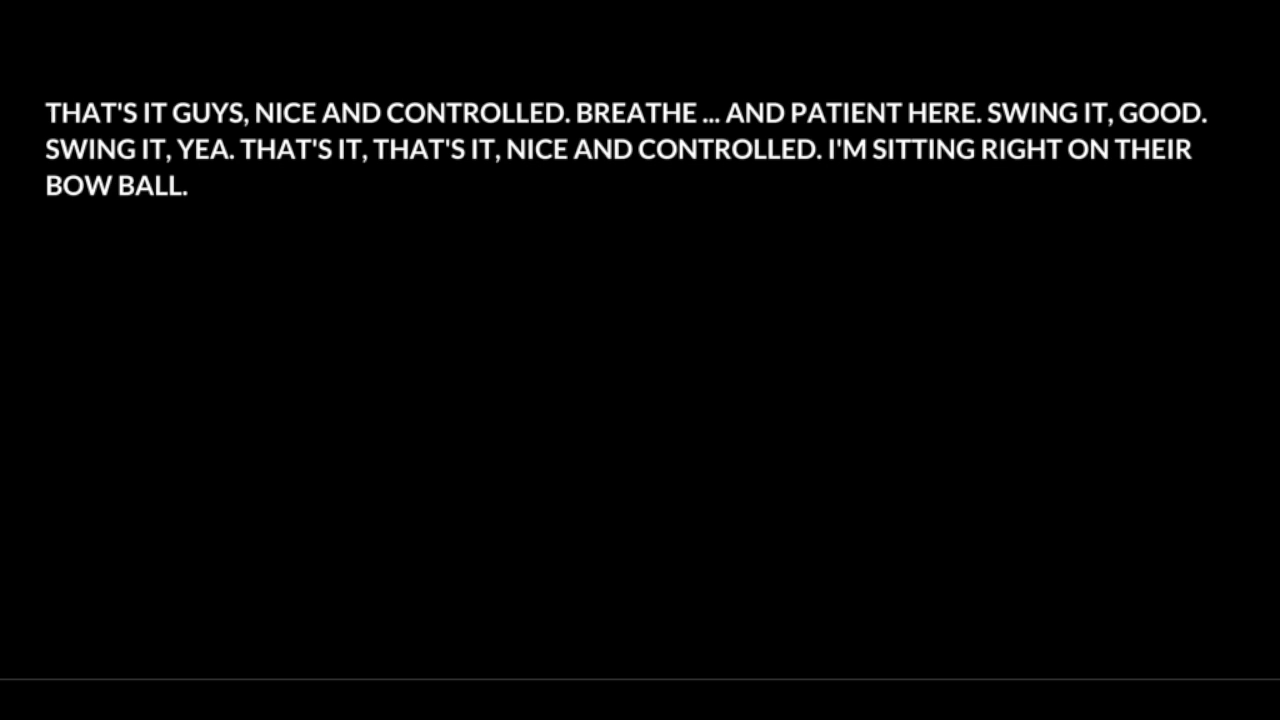 THAT'S IT GUYS, NICE AND CONTROLLED. BREATHE ... AND PATIENT HERE. SWING IT, GOOD.
SWING IT, YEA. THAT'S IT, THAT'S IT, NICE AND CONTROLLED. I'M SITTING RIGHT ON THEIR
BOW BALL.